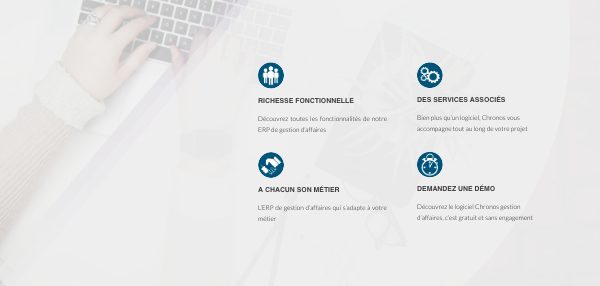 RICHESSE FONCTIONNELLE
Découvrez toutes les fonctionnalités de notre
ERP de gestion d'affaires
DES SERVICES ASSOCIÉS
Bien plus qu'un logiciel, Chronos vous
accompagne tout au long de votre projet
A CHACUN SON MÉTIER
L'ERP de gestion d'affaires qui s'adapte à votre
métier
DEMANDEZ UNE DÉMO
Découvrez le logiciel Chronos gestion
d'affaires, c'est gratuit et sans engagement